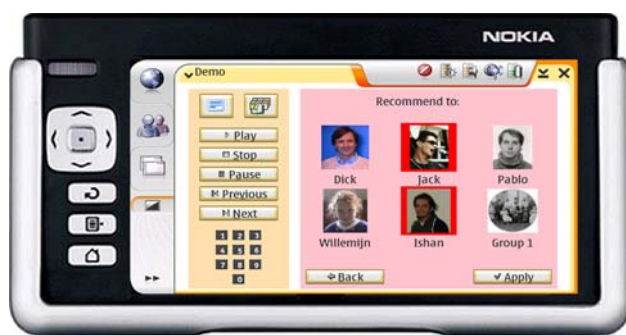 NOKIA
Demo
Recommend to:
Play
Stop
Pause
Previous
Next
1 2 3
4 5 6
7 8 9
0
Dick
Jack
Pablo
Willemijn
Ishan
Group 1
Back
Apply